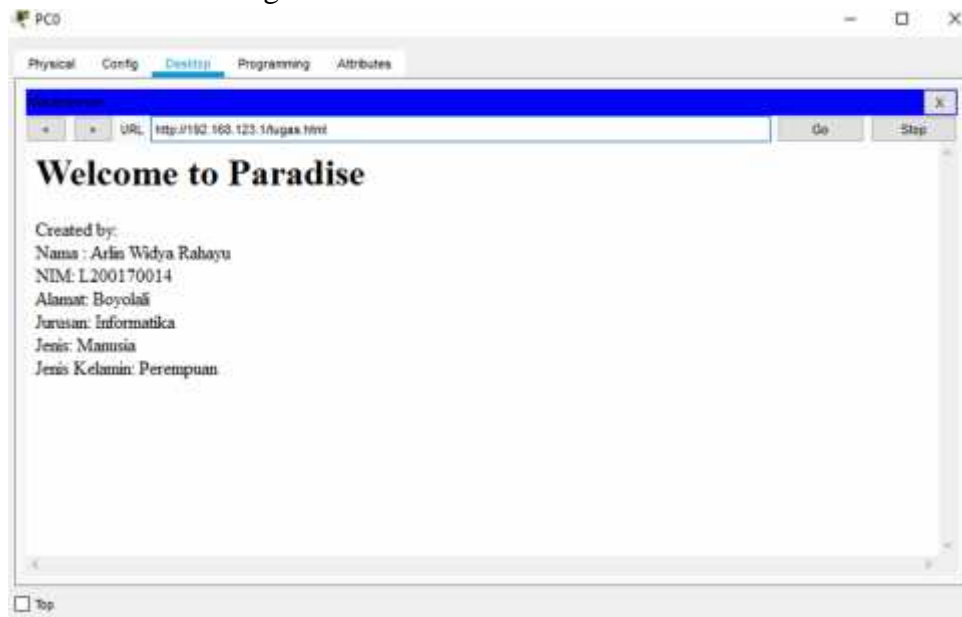 PC0
Physical Config Desktop Programming Attributes
X
< > URL http://192.168.123.1/tugas.html Go Stop
Welcome to Paradise
Created by:
Nama : Arlin Widya Rahayu
NIM: L200170014
Alamat: Boyolali
Jurusan: Informatika
Jenis: Manusia
Jenis Kelamin: Perempuan
Top